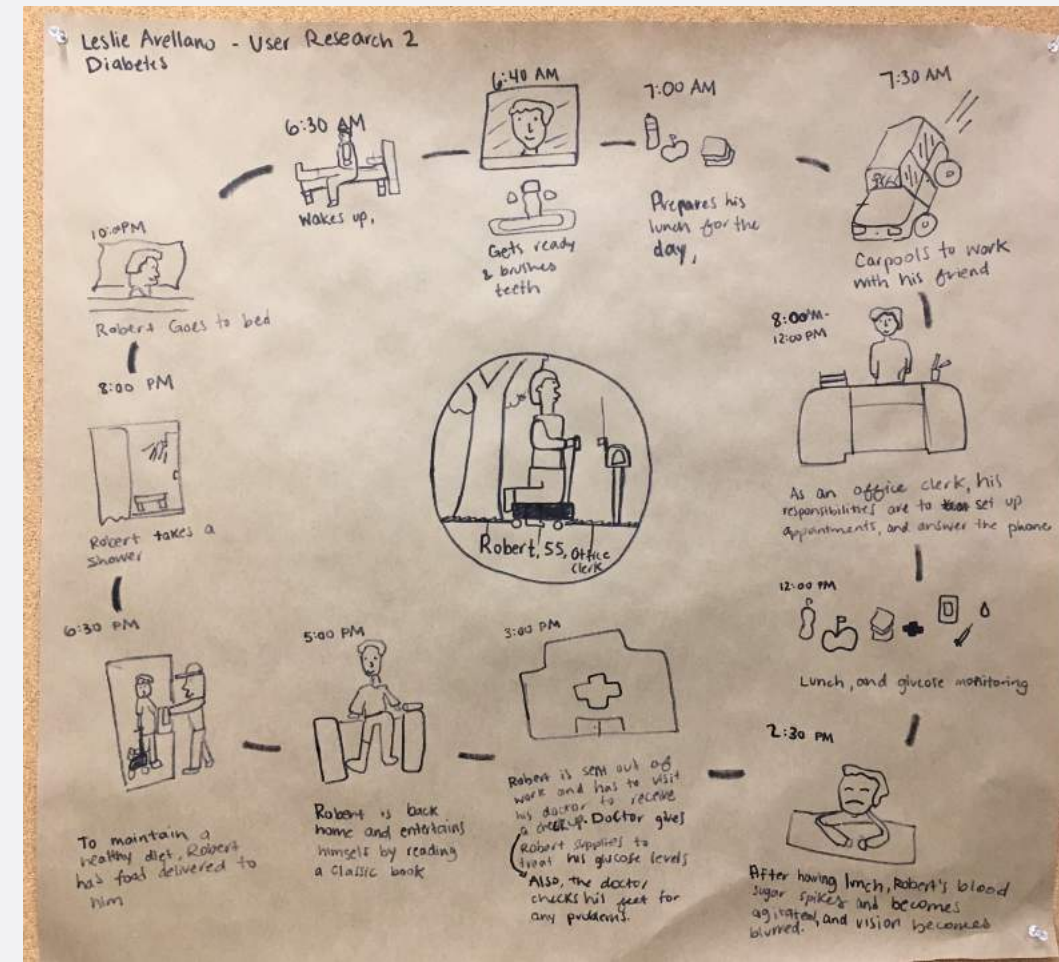 Leslie Avellano - User Research 2
Diabetes
6:30 AM
Wakes up,
6:40 AM
Gets ready
& brushes
teeth
7:00 AM
Prepares his
lunch for the
day,
7:30 AM
Carpools to work
with his friend
8:00 AM-
12:00 PM
As an office clerk, his
responsibilities are to set up
appointments, and answer the phone
12:00 PM
Lunch, and glucose monitoring
2:30 PM
After having lunch, Robert's blood
sugar spikes and becomes
agitated, and vision becomes
blurred.
3:00 PM
Robert is sent out of
work and has to visit
his doctor to receive
a checkup. Doctor gives
Robert supplies to
treat his glucose levels
Also, the doctor
checks his feet for
any problems.
5:00 PM
Robert is back
home and entertains
himself by reading
a classic book
6:30 PM
To maintain a
healthy diet, Robert
has food delivered to
him
8:00 PM
Robert takes a
shower
10:00PM
Robert Goes to bed
Robert, 55, Office
Clerk